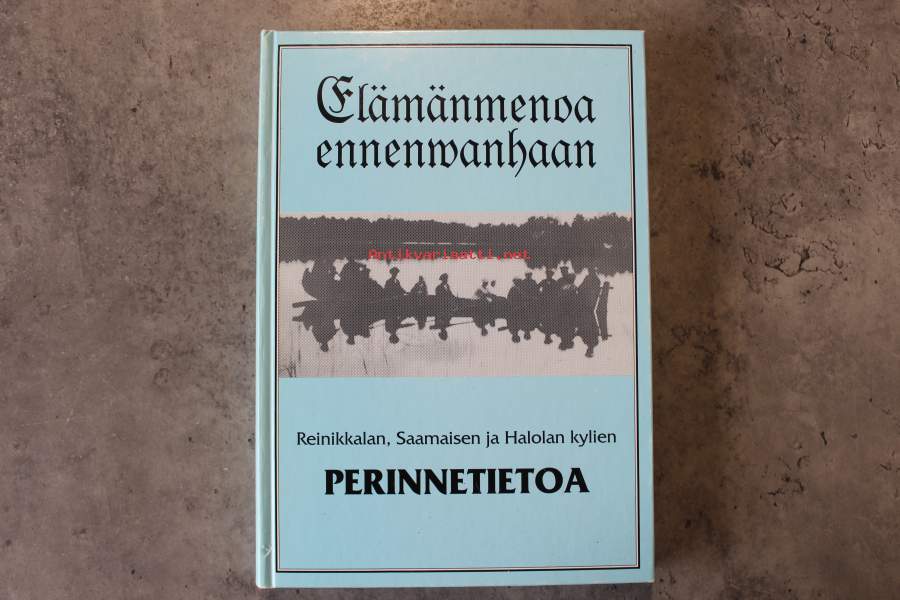 Elämänmenoa
ennenwanhaan
Antikvariaatti.net
Reinikkalan, Saamaisen ja Halolan kylien
PERINNETIETOA